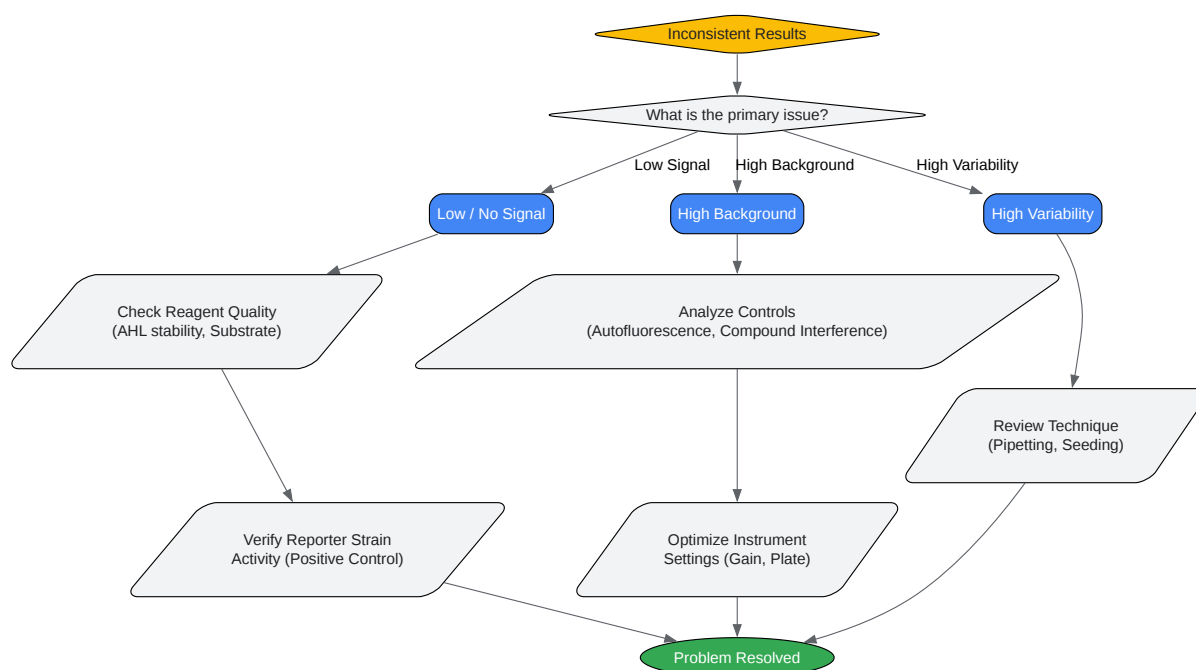 Inconsistent Results
What is the primary issue?
Low Signal
High Background
High Variability
Low / No Signal
High Background
High Variability
Check Reagent Quality
(AHL stability, Substrate)
Analyze Controls
(Autofluorescence, Compound Interference)
Review Technique
(Pipetting, Seeding)
Verify Reporter Strain
Activity (Positive Control)
Optimize Instrument
Settings (Gain, Plate)
Problem Resolved